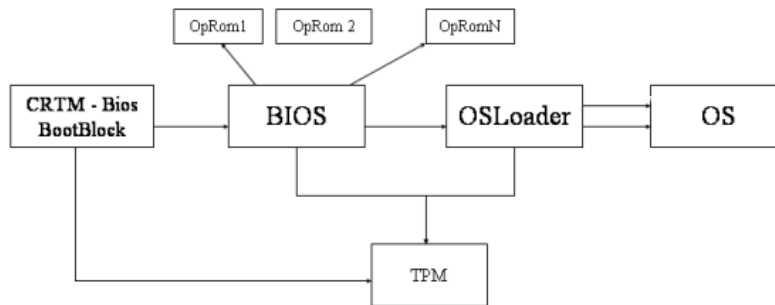 OpRom1
OpRom 2
OpRomN
CRTM - Bios
BootBlock
BIOS
OSLoader
OS
TPM